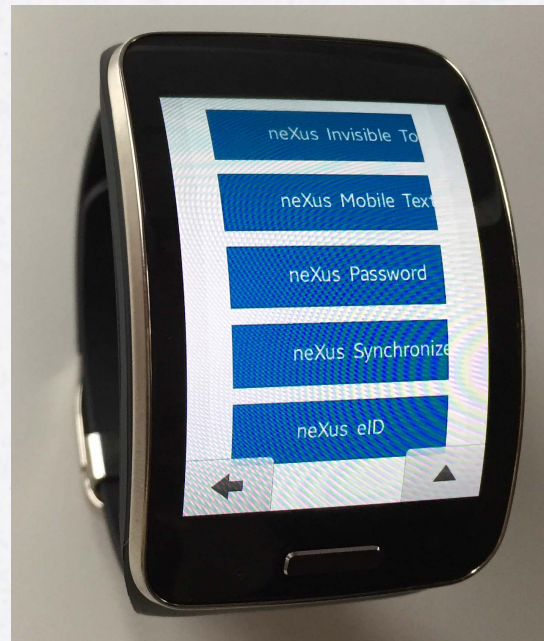 neXus Invisible To
neXus Mobile Text
neXus Password
neXus Synchronize
neXus eID